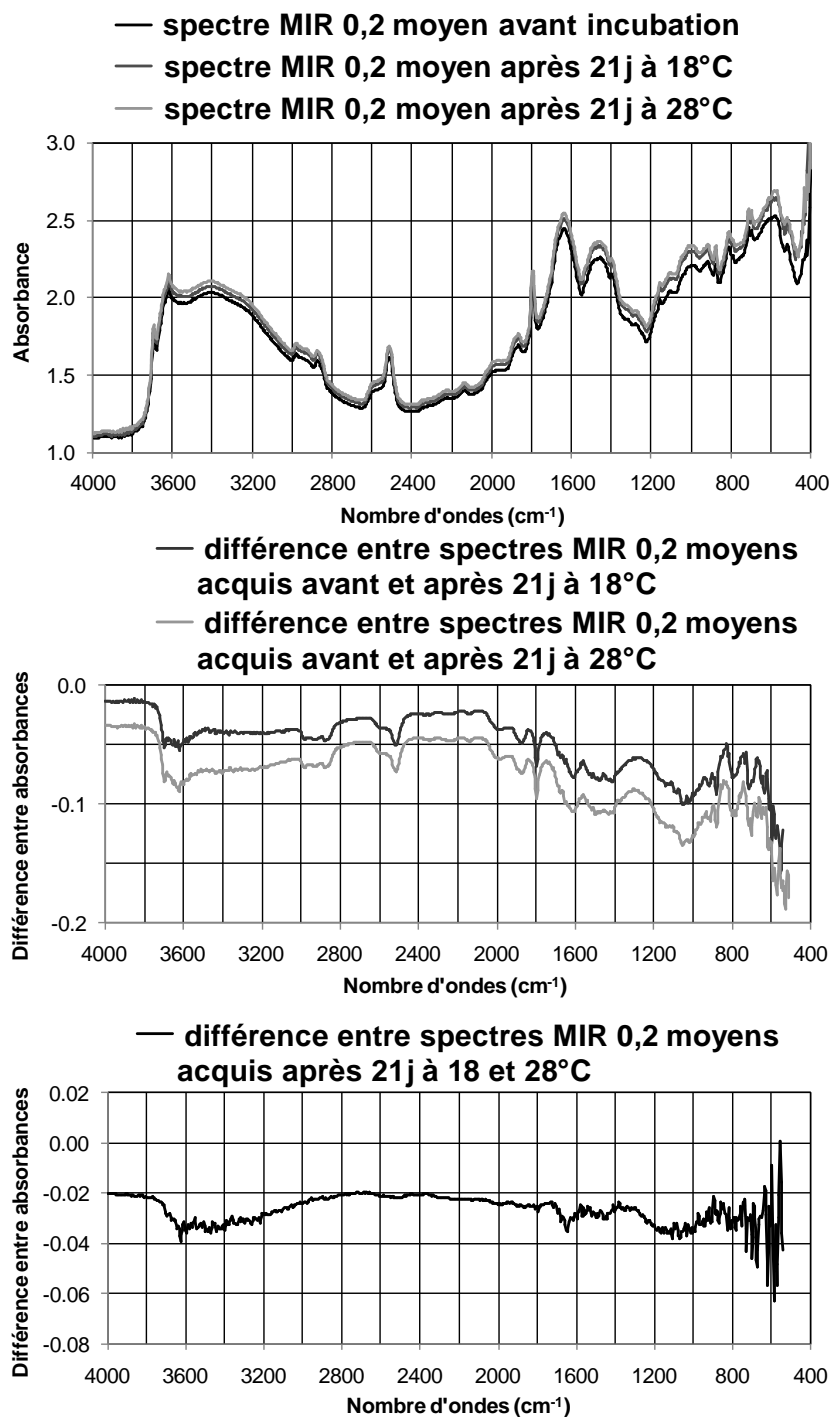 spectre MIR 0,2 moyen avant incubation
spectre MIR 0,2 moyen après 21j à 18°C
spectre MIR 0,2 moyen après 21j à 28°C
3.0
2.5
2.0
1.5
1.0
Absorbance
4000 3600 3200 2800 2400 2000 1600 1200 800 400
Nombre d'ondes (cm-1)
différence entre spectres MIR 0,2 moyens
acquis avant et après 21j à 18°C
différence entre spectres MIR 0,2 moyens
acquis avant et après 21j à 28°C
0.0
-0.1
-0.2
Différence entre absorbances
4000 3600 3200 2800 2400 2000 1600 1200 800 400
Nombre d'ondes (cm-1)
différence entre spectres MIR 0,2 moyens
acquis après 21j à 18 et 28°C
0.02
0.00
-0.02
-0.04
-0.06
-0.08
Différence entre absorbances
4000 3600 3200 2800 2400 2000 1600 1200 800 400
Nombre d'ondes (cm-1)